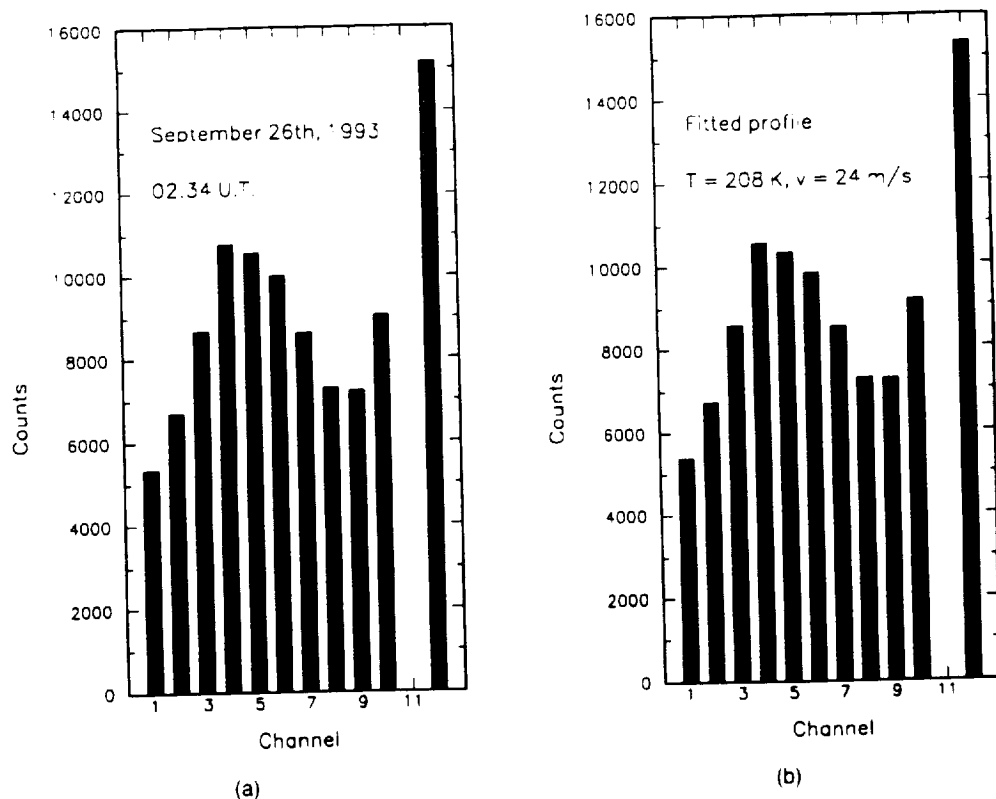 16000
14000
12000
10000
8000
6000
4000
2000
0
Counts
September 26th, 1993
02.34 U.T.
1 3 5 7 9 11
Channel
(a)
16000
14000
12000
10000
8000
6000
4000
2000
0
Counts
Fitted profile
T = 208 K, v = 24 m/s
1 3 5 7 9 11
Channel
(b)